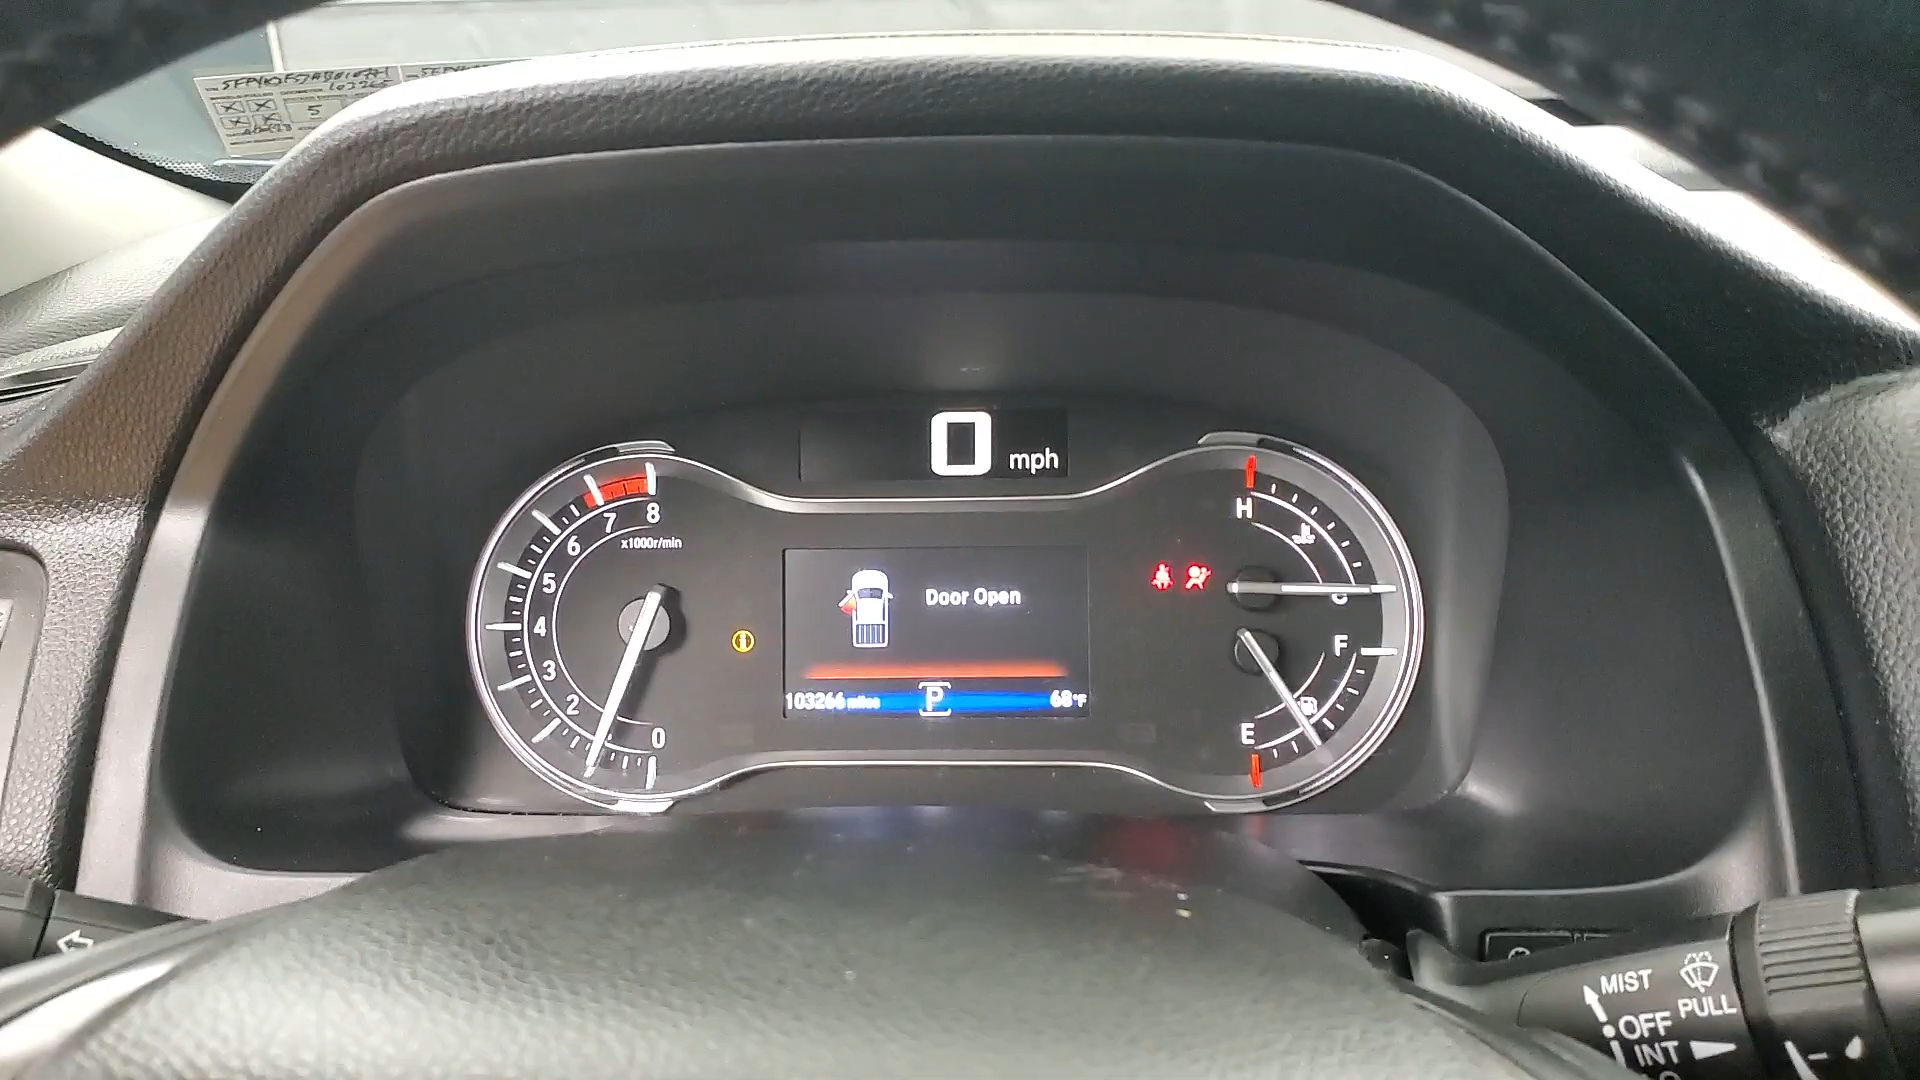 5
0 mph
8
7
6
x1000r/min
5
4
3
2
0
Door Open
103266 miles P 68°F
H
C
F
E
MIST
PULL
OFF
INT